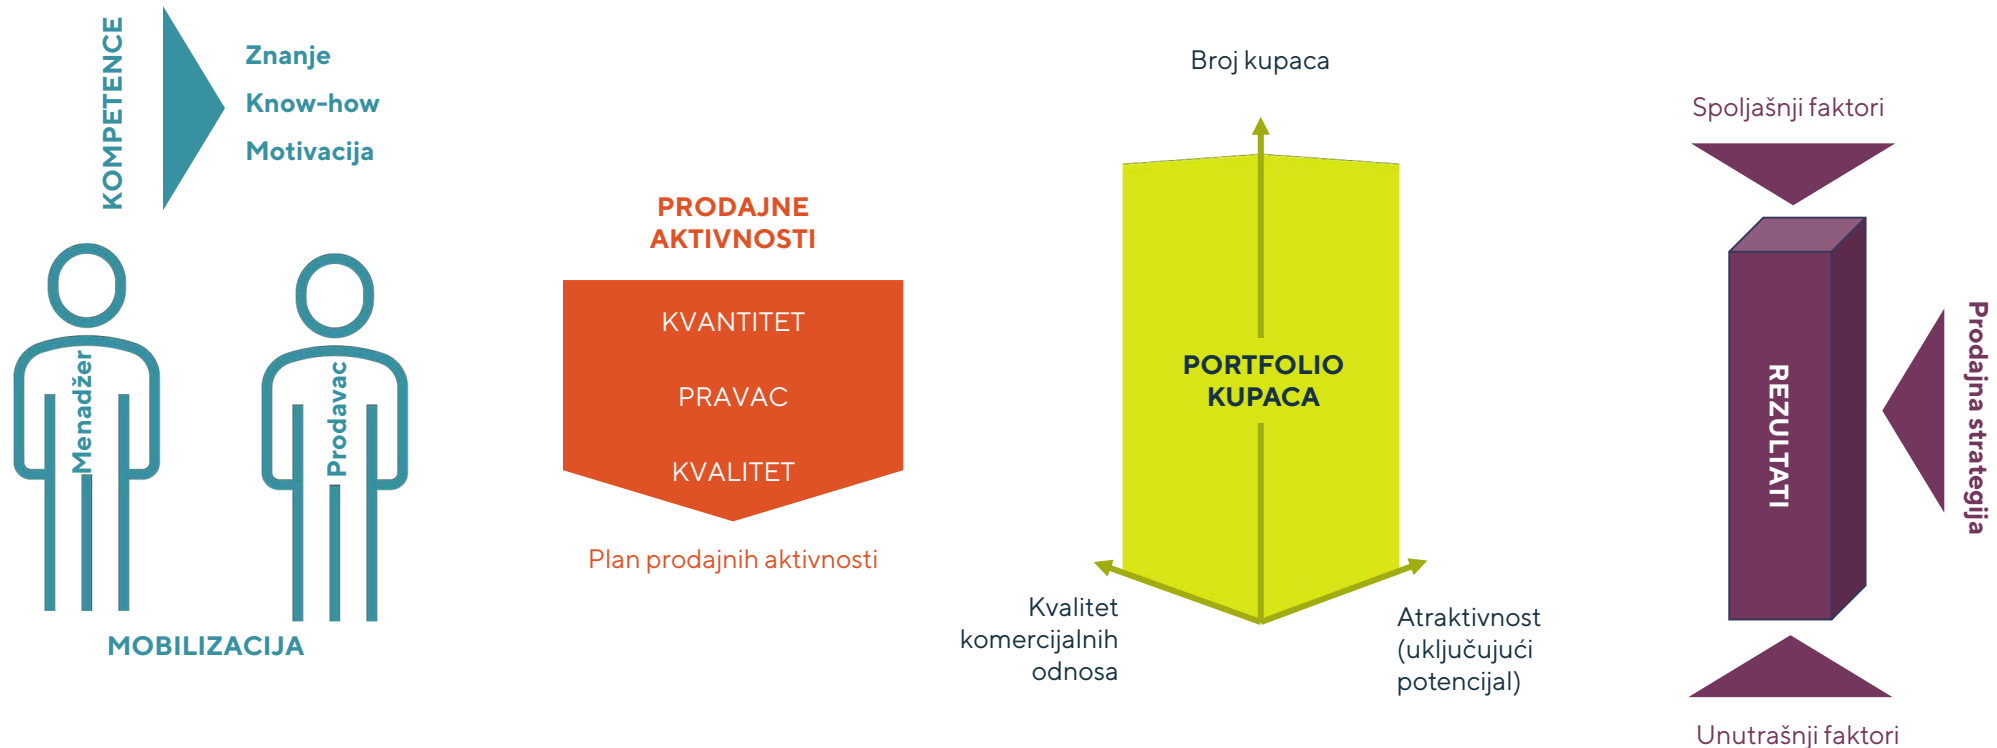 KOMPETENCE
Znanje
Know-how
Motivacija
Menadžer
Prodavac
MOBILIZACIJA
PRODAJNE
AKTIVNOSTI
KVANTITET
PRAVAC
KVALITET
Plan prodajnih aktivnosti
Broj kupaca
PORTFOLIO
KUPACA
Kvalitet
komercijalnih
odnosa
Atraktivnost
(uključujući
potencijal)
Spoljašnji faktori
REZULTATI
Prodajna strategija
Unutrašnji faktori